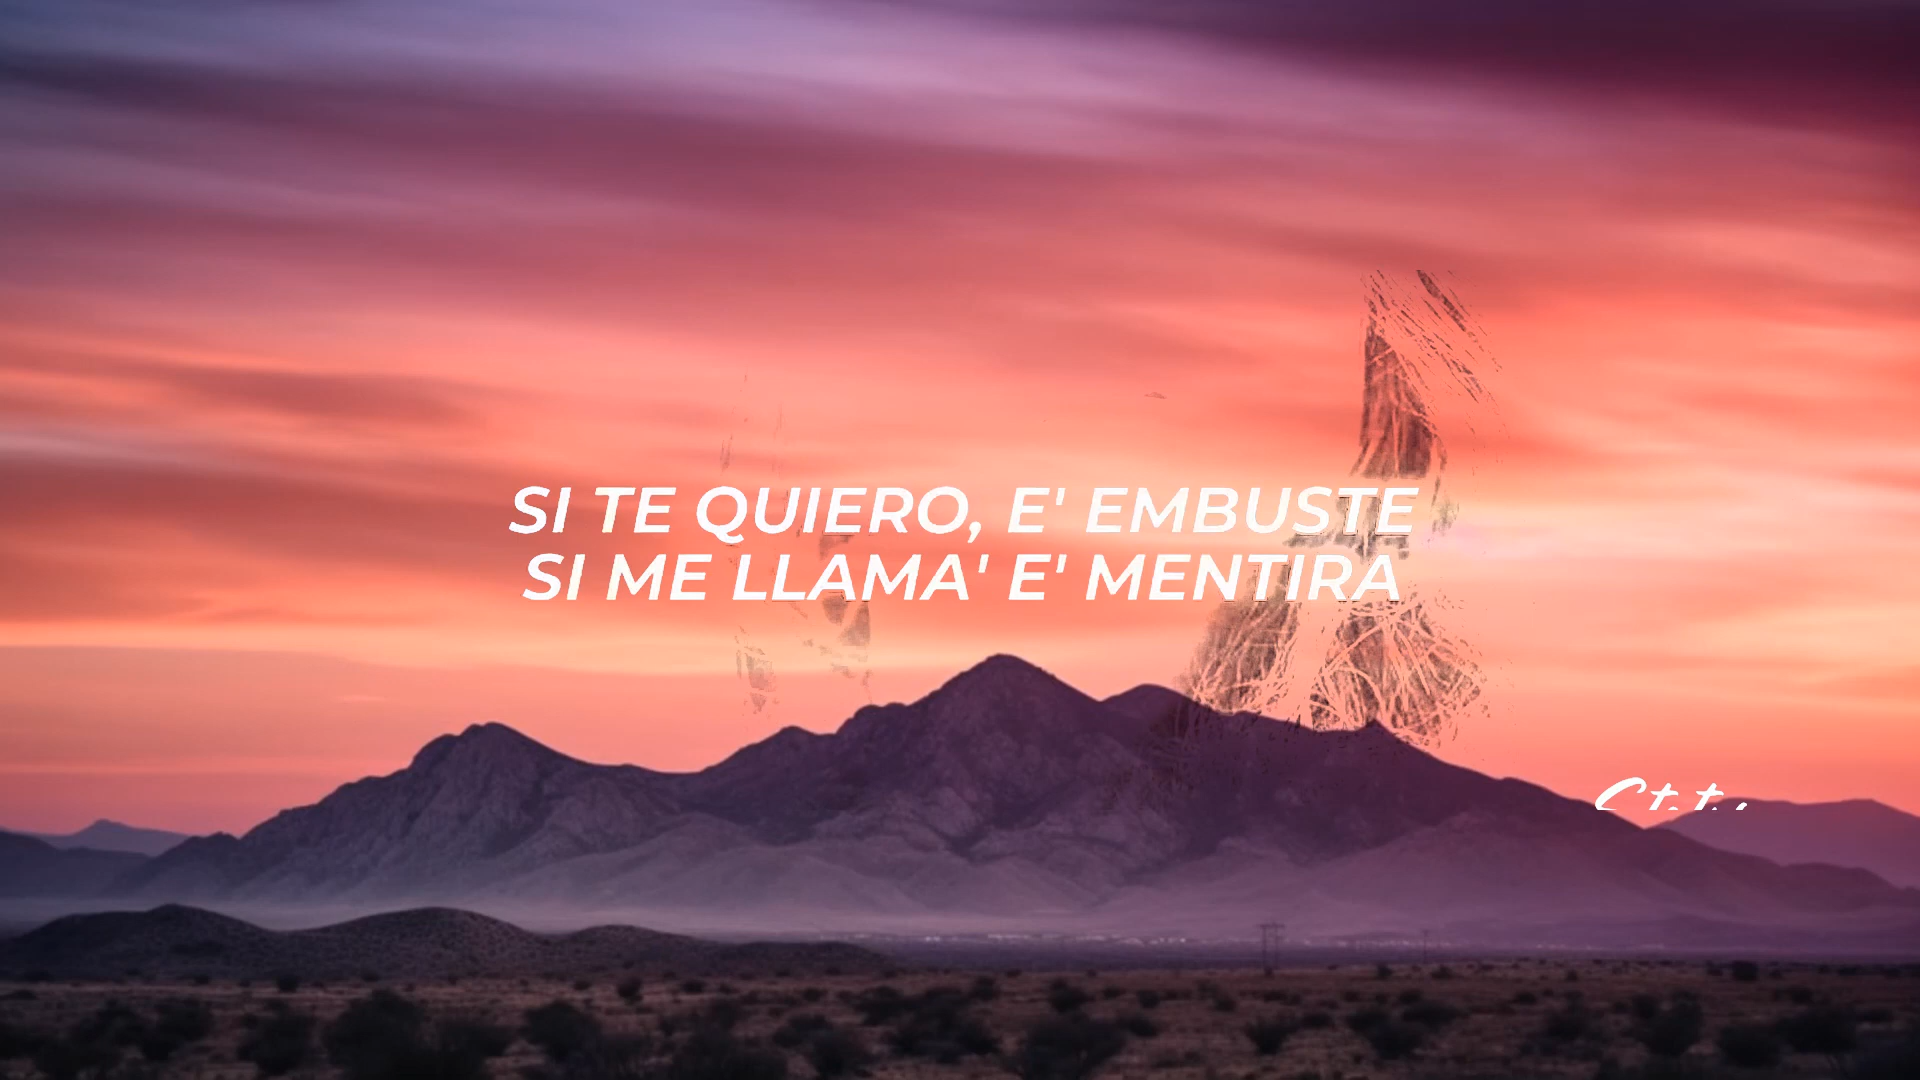 SI TE QUIERO, E' EMBUSTE
SI ME LLAMA' E' MENTIRA